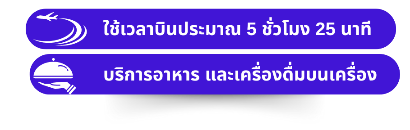 ใช้เวลาบินประมาณ 5 ชั่วโมง 25 นาที
บริการอาหาร และเครื่องดื่มบนเครื่อง